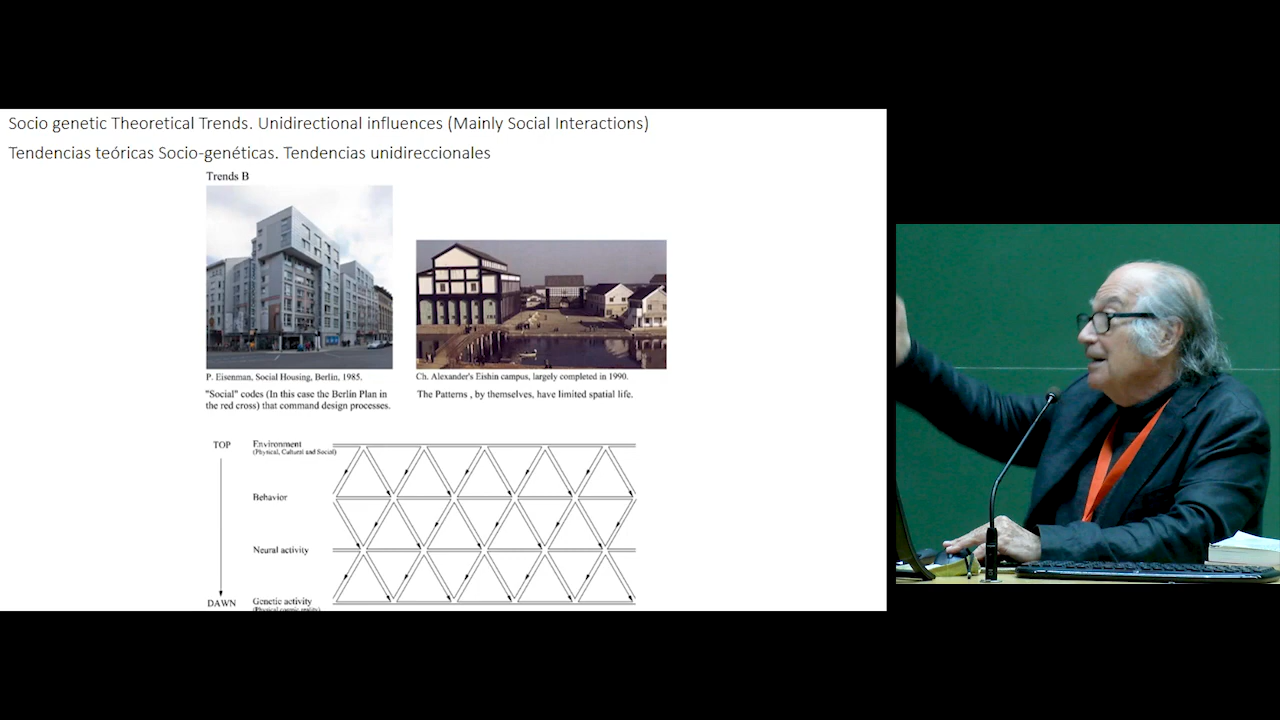 Socio genetic Theoretical Trends. Unidirectional influences (Mainly Social Interactions)
Tendencias teóricas Socio-genéticas. Tendencias unidireccionales
Trends B
P. Eisenman, Social Housing, Berlin, 1985.
"Social" codes (In this case the Berlin Plan in
the red cross) that command design processes.
Ch. Alexander's Eishin campus, largely completed in 1990.
The Patterns , by themselves, have limited spatial life.
TOP
Environment
(Physical, Cultural and Social)
Behavior
Neural activity
DAWN
Genetic activity
(Physical cosmic reality)